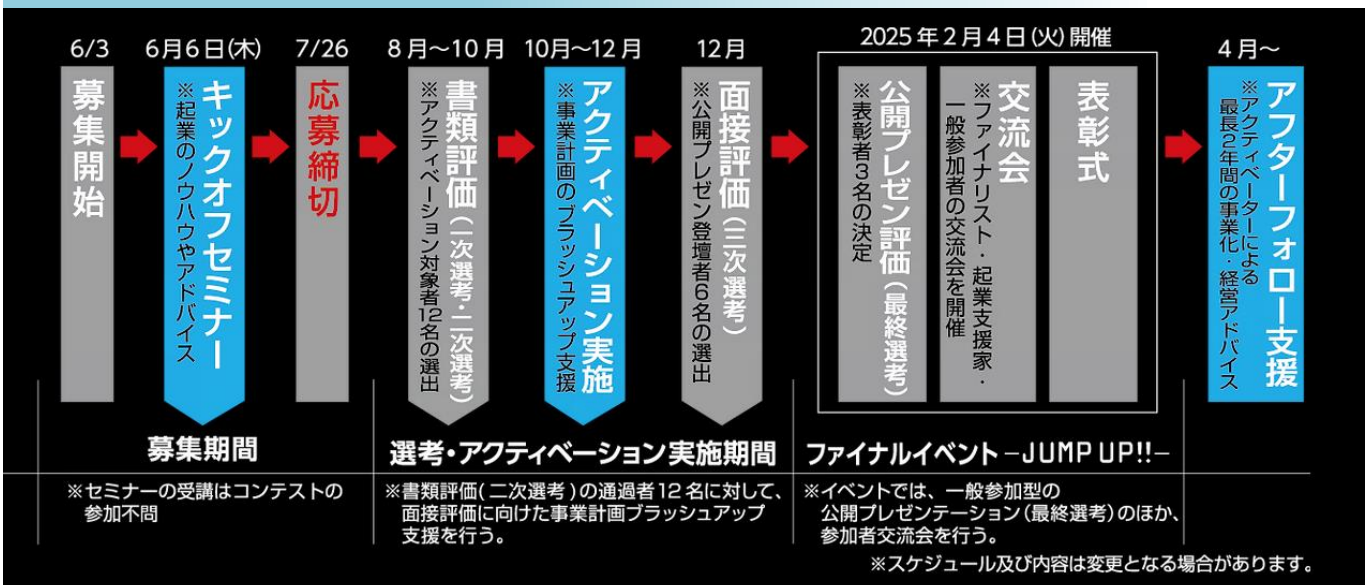 6/3
募集開始
6月6日(木)
キックオフセミナー
※起業のノウハウやアドバイス
7/26
応募締切
8月～10月
書類評価(一次選考・二次選考)
※アクティベーション対象者12名の選出
10月～12月
アクティベーション実施
※事業計画のブラッシュアップ支援
12月
面接評価(三次選考)
※公開プレゼン登壇者6名の選出
2025年2月4日(火)開催
公開プレゼン評価(最終選考)
※表彰者3名の決定
交流会
※ファイナリスト・起業支援家・
一般参加者の交流会を開催
表彰式
4月～
アフターフォロー支援
※アクティベーターによる
最長2年間の事業化・経営アドバイス
募集期間
※セミナーの受講はコンテストの
参加不問
選考・アクティベーション実施期間
※書類評価(二次選考)の通過者12名に対して、
面接評価に向けた事業計画ブラッシュアップ
支援を行う。
ファイナルイベント-JUMP UP!!-
※イベントでは、一般参加型の
公開プレゼンテーション(最終選考)のほか、
参加者交流会を行う。
※スケジュール及び内容は変更となる場合があります。